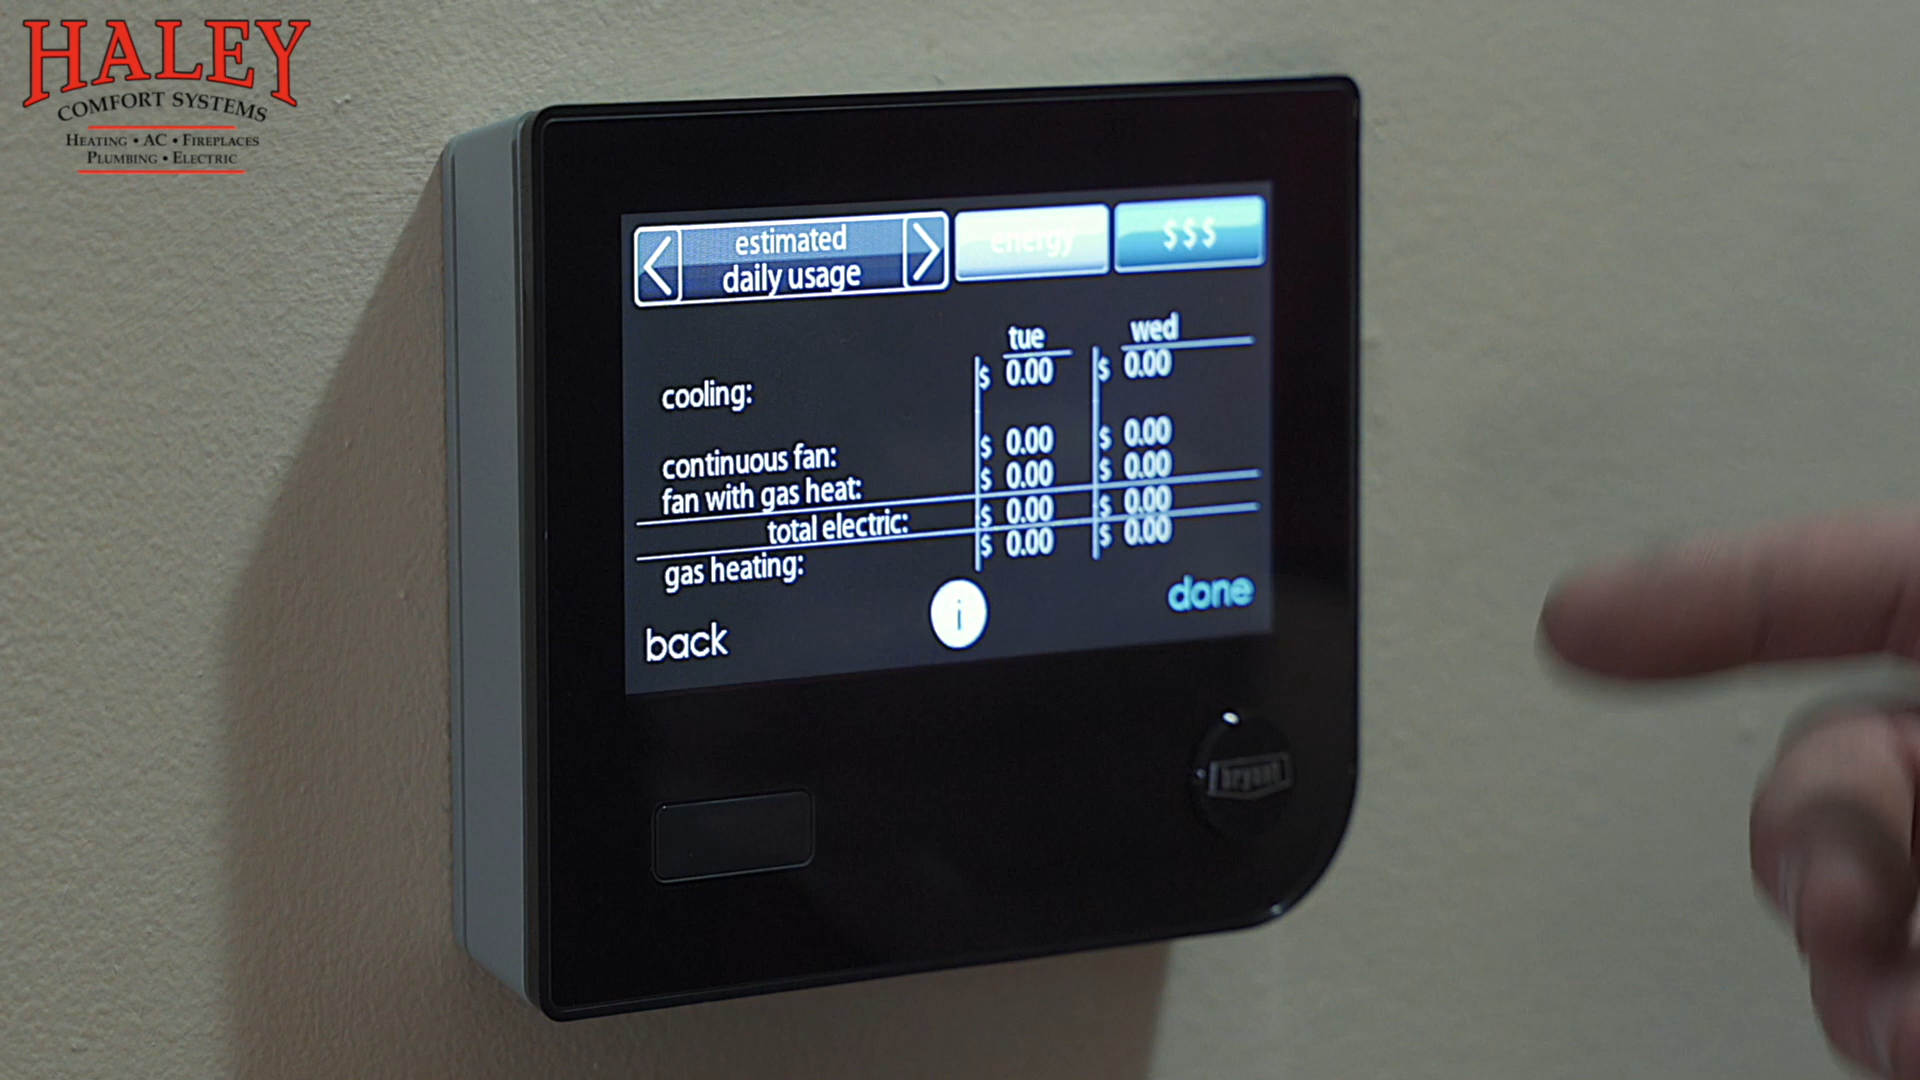 HALEY
COMFORT SYSTEMS
HEATING • AC • FIREPLACES
PLUMBING • ELECTRIC
estimated
daily usage
energy
$$$
tue wed
cooling: $ 0.00 $ 0.00
continuous fan: $ 0.00 $ 0.00
fan with gas heat: $ 0.00 $ 0.00
total electric: $ 0.00 $ 0.00
gas heating: $ 0.00 $ 0.00
back
i
done
bryant